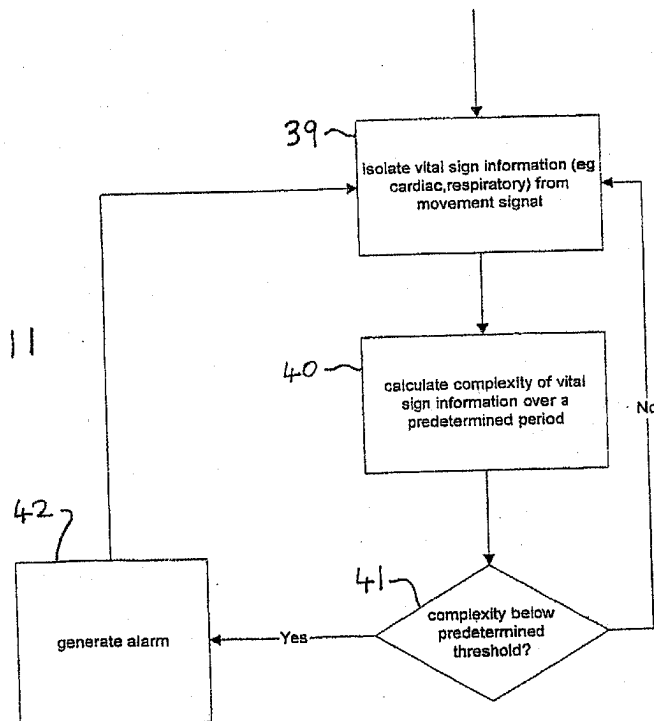 39
isolate vital sign information (eg
cardiac,respiratory) from
movement signal
11
40
calculate complexity of vital
sign information over a
predetermined period
No
42
41
complexity below
predetermined
threshold?
Yes
generate alarm